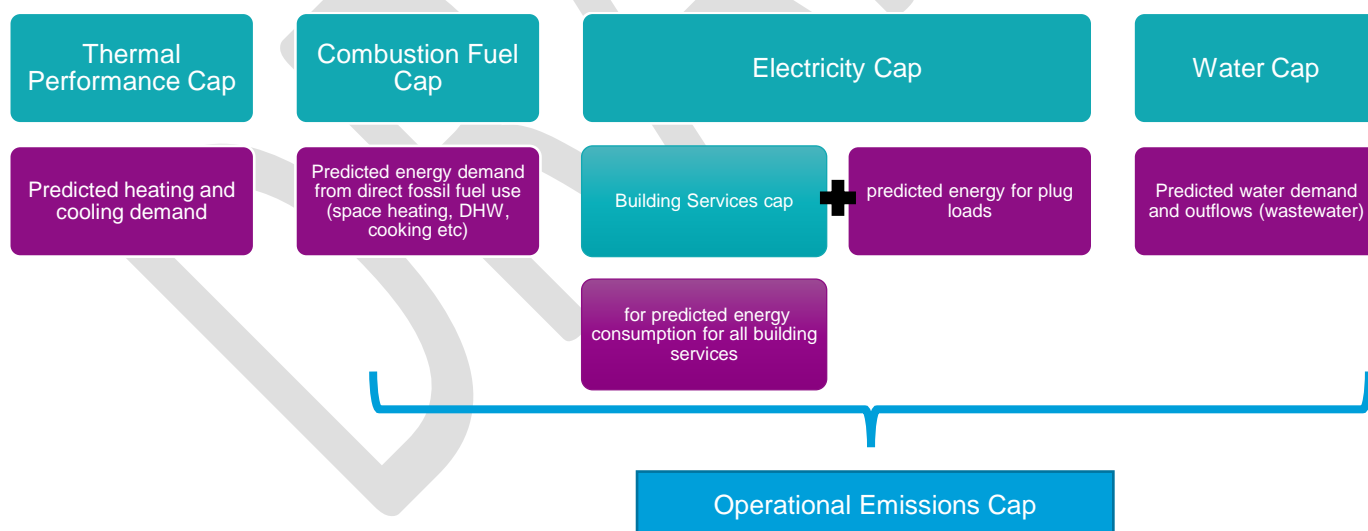 Thermal
Performance Cap
Combustion Fuel
Cap
Electricity Cap
Water Cap
Predicted heating and
cooling demand
Predicted energy demand
from direct fossil fuel use
(space heating, DHW,
cooking etc)
Building Services cap
predicted energy for plug
loads
Predicted water demand
and outflows (wastewater)
for predicted energy
consumption for all building
services
Operational Emissions Cap